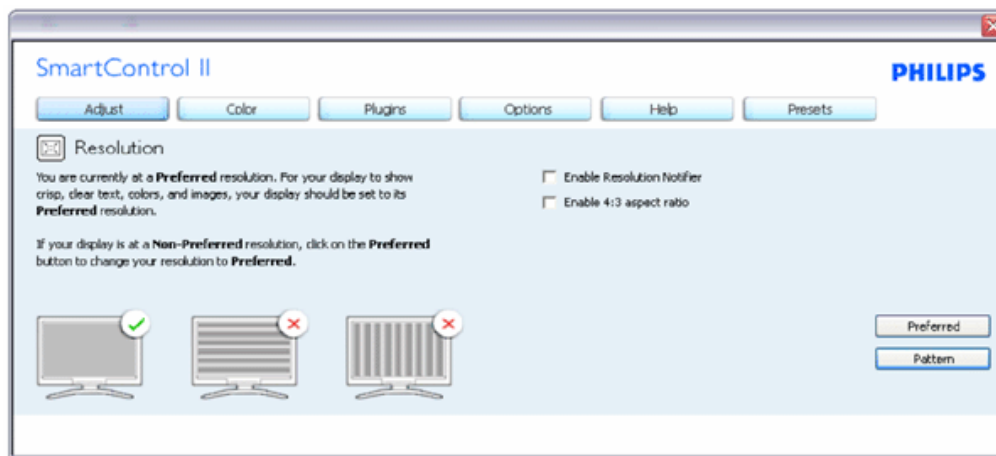 SmartControl II
PHILIPS
Adjust Color Plugins Options Help Presets
Resolution
You are currently at a Preferred resolution. For your display to show
crisp, clear text, colors, and images, your display should be set to its
Preferred resolution.
If your display is at a Non-Preferred resolution, click on the Preferred
button to change your resolution to Preferred.
Enable Resolution Notifier
Enable 4:3 aspect ratio
Preferred
Pattern